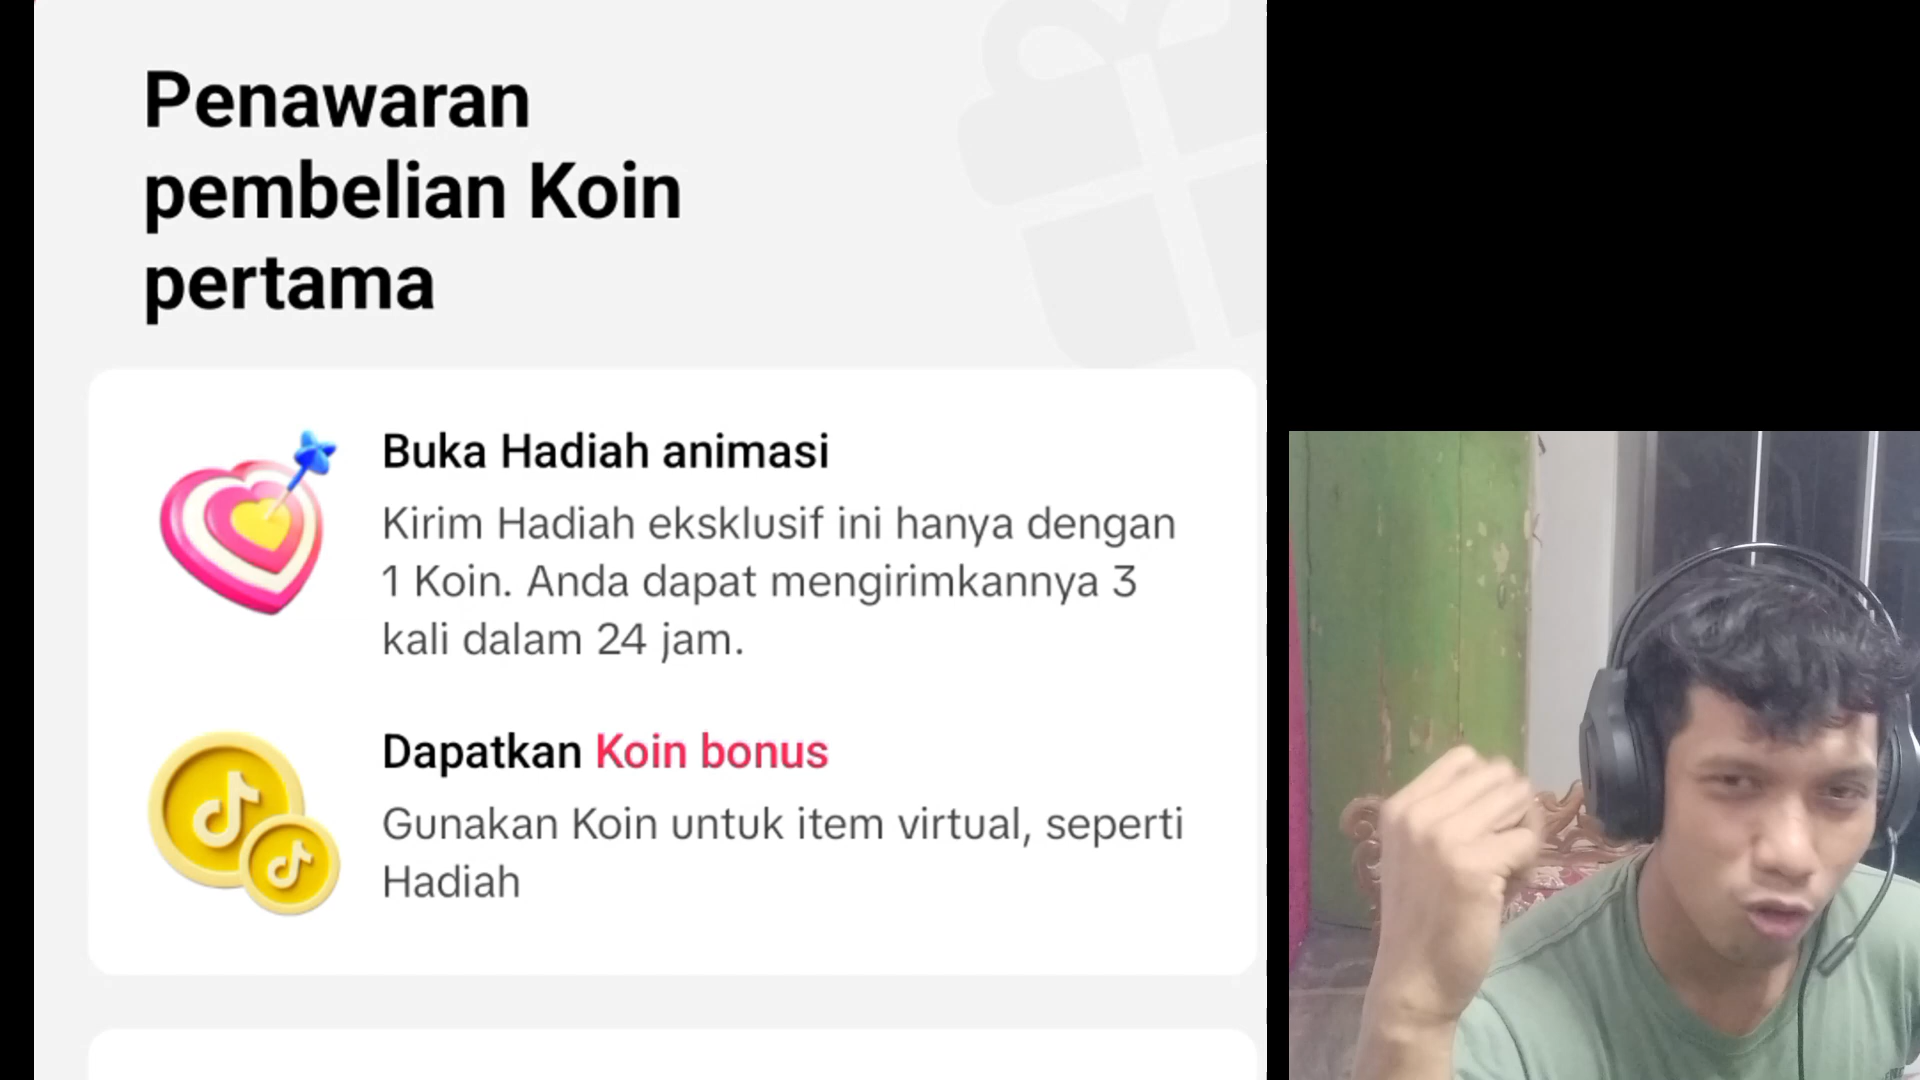 Penawaran
pembelian Koin
pertama
Buka Hadiah animasi
Kirim Hadiah eksklusif ini hanya dengan
1 Koin. Anda dapat mengirimkannya 3
kali dalam 24 jam.
Dapatkan Koin bonus
Gunakan Koin untuk item virtual, seperti
Hadiah